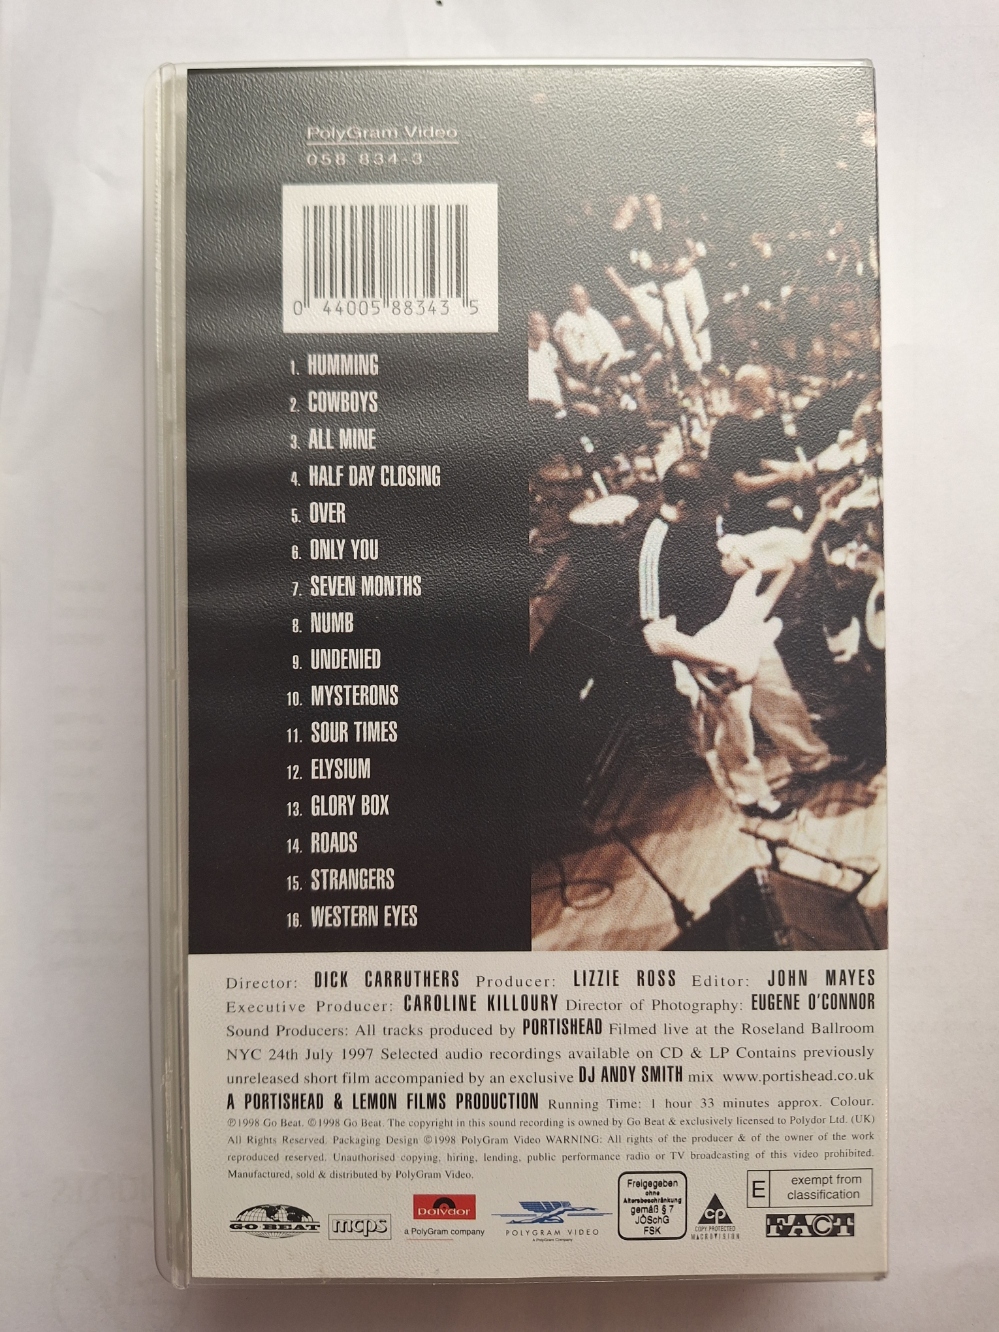 PolyGram Video
058 834-3
0 44005 88343 5
1. HUMMING
2. COWBOYS
3. ALL MINE
4. HALF DAY CLOSING
5. OVER
6. ONLY YOU
7. SEVEN MONTHS
8. NUMB
9. UNDENIED
10. MYSTERONS
11. SOUR TIMES
12. ELYSIUM
13. GLORY BOX
14. ROADS
15. STRANGERS
16. WESTERN EYES
Director: DICK CARRUTHERS Producer: LIZZIE ROSS Editor: JOHN MAYES
Executive Producer: CAROLINE KILLOURY Director of Photography: EUGENE O'CONNOR
Sound Producers: All tracks produced by PORTISHEAD Filmed live at the Roseland Ballroom
NYC 24th July 1997 Selected audio recordings available on CD & LP Contains previously
unreleased short film accompanied by an exclusive DJ ANDY SMITH mix www.portishead.co.uk
A PORTISHEAD & LEMON FILMS PRODUCTION Running Time: 1 hour 33 minutes approx. Colour.
℗1998 Go Beat. ©1998 Go Beat. The copyright in this sound recording is owned by Go Beat & exclusively licensed to Polydor Ltd. (UK)
All Rights Reserved. Packaging Design ©1998 PolyGram Video WARNING: All rights of the producer & of the owner of the work
reproduced reserved. Unauthorised copying, hiring, lending, public performance radio or TV broadcasting of this video prohibited.
Manufactured, sold & distributed by PolyGram Video.
GO BEAT
mcps
Polydor
a PolyGram company
POLYGRAM VIDEO
a PolyGram Company
Freigegeben
ohne
Altersbeschränkung
gemäß § 7
JÖSchG
FSK
CP
COPY PROTECTED
MACROVISION
E exempt from
classification
FACT